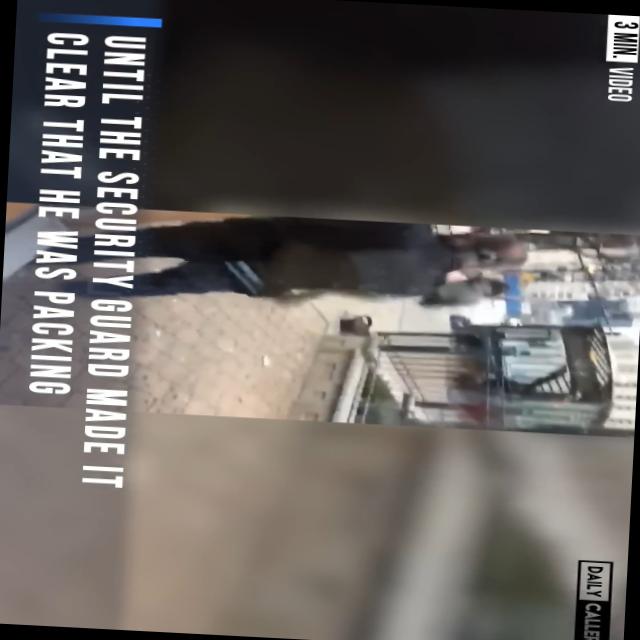 3 MIN VIDEO
UNTIL THE SECURITY GUARD MADE IT
CLEAR THAT HE WAS PACKING
DAILY CALLER